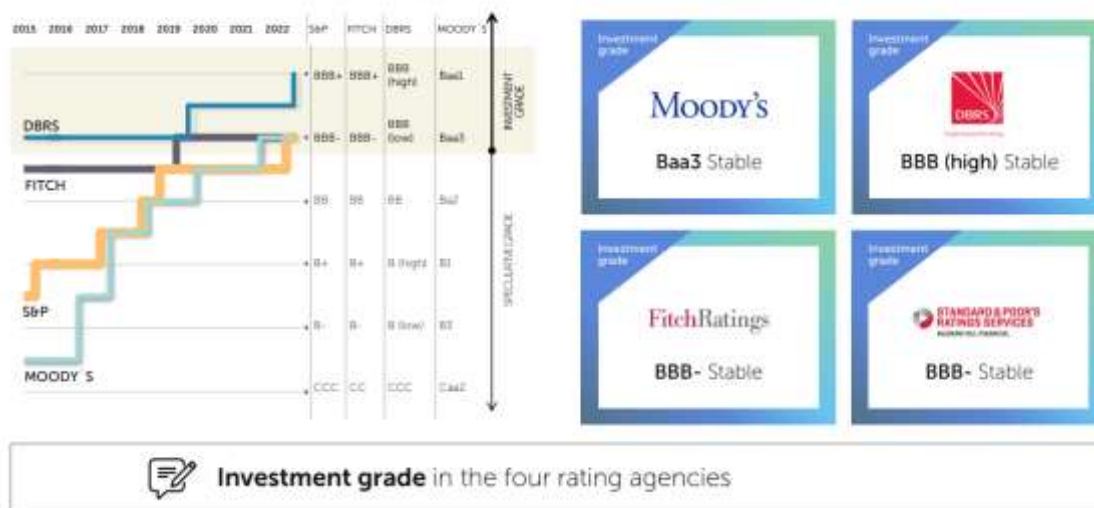 2015 2016 2017 2018 2019 2020 2021 2022 S&P FITCH DBRS MOODY´S
BBB+ BBB+ BBB (high) Baa1
DBRS
BBB- BBB- BBB (low) Baa3
FITCH
BB BB BB Ba2
B+ B+ B (high) B1
S&P
B- B- B (low) B3
MOODY´S
CCC CC CCC Caa2
INVESTMENT GRADE
SPECULATIVE GRADE
Investment grade
MOODY'S
Baa3 Stable
Investment grade
DBRS
BBB (high) Stable
Investment grade
FitchRatings
BBB- Stable
Investment grade
STANDARD & POOR'S
RATINGS SERVICES
McGRAW HILL FINANCIAL
BBB- Stable
Investment grade in the four rating agencies